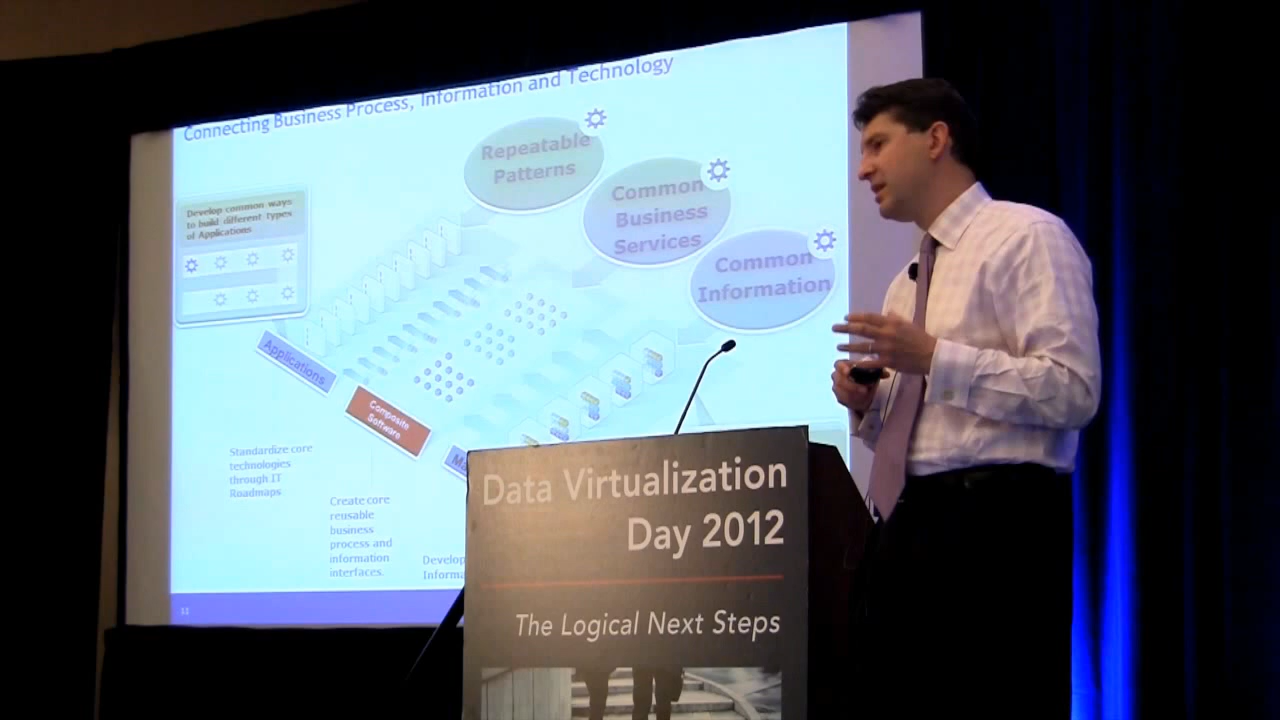 Connecting Business Process, Information and Technology
Repeatable
Patterns
Common
Business
Services
Common
Information
Develop common ways
to build different types
of Applications
Applications
Composite
Software
Standardize core
technologies
through IT
Roadmaps
Create core
reusable
business
process and
information
interfaces.
Develop
11
Data Virtualization
Day 2012
The Logical Next Steps